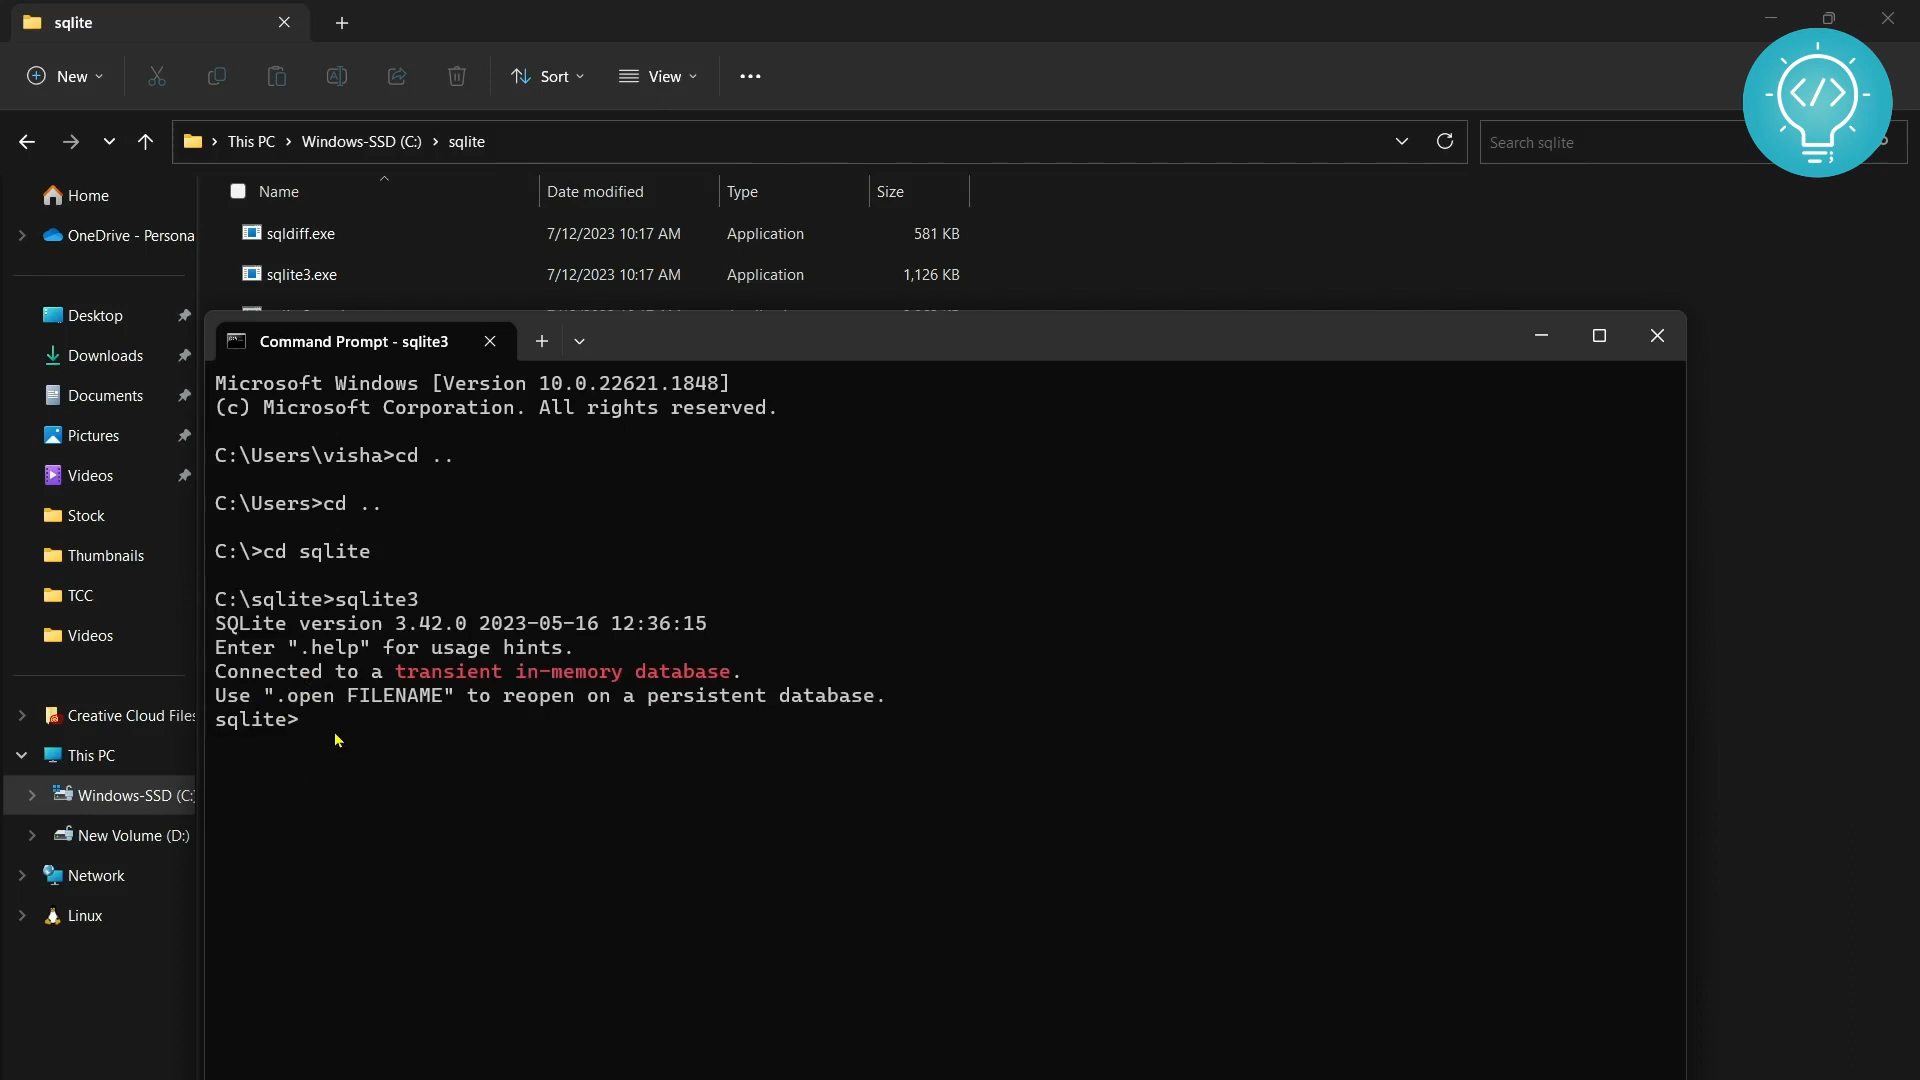 sqlite
New
Sort
View
This PC > Windows-SSD (C:) > sqlite
Search sqlite
Home
OneDrive - Persona
Desktop
Downloads
Documents
Pictures
Videos
Stock
Thumbnails
TCC
Videos
Creative Cloud Files
This PC
Windows-SSD (C:)
New Volume (D:)
Network
Linux
Name Date modified Type Size
sqldiff.exe 7/12/2023 10:17 AM Application 581 KB
sqlite3.exe 7/12/2023 10:17 AM Application 1,126 KB
</>
Command Prompt - sqlite3
Microsoft Windows [Version 10.0.22621.1848]
(c) Microsoft Corporation. All rights reserved.
C:\Users\visha>cd ..
C:\Users>cd ..
C:\>cd sqlite
C:\sqlite>sqlite3
SQLite version 3.42.0 2023-05-16 12:36:15
Enter ".help" for usage hints.
Connected to a transient in-memory database.
Use ".open FILENAME" to reopen on a persistent database.
sqlite>